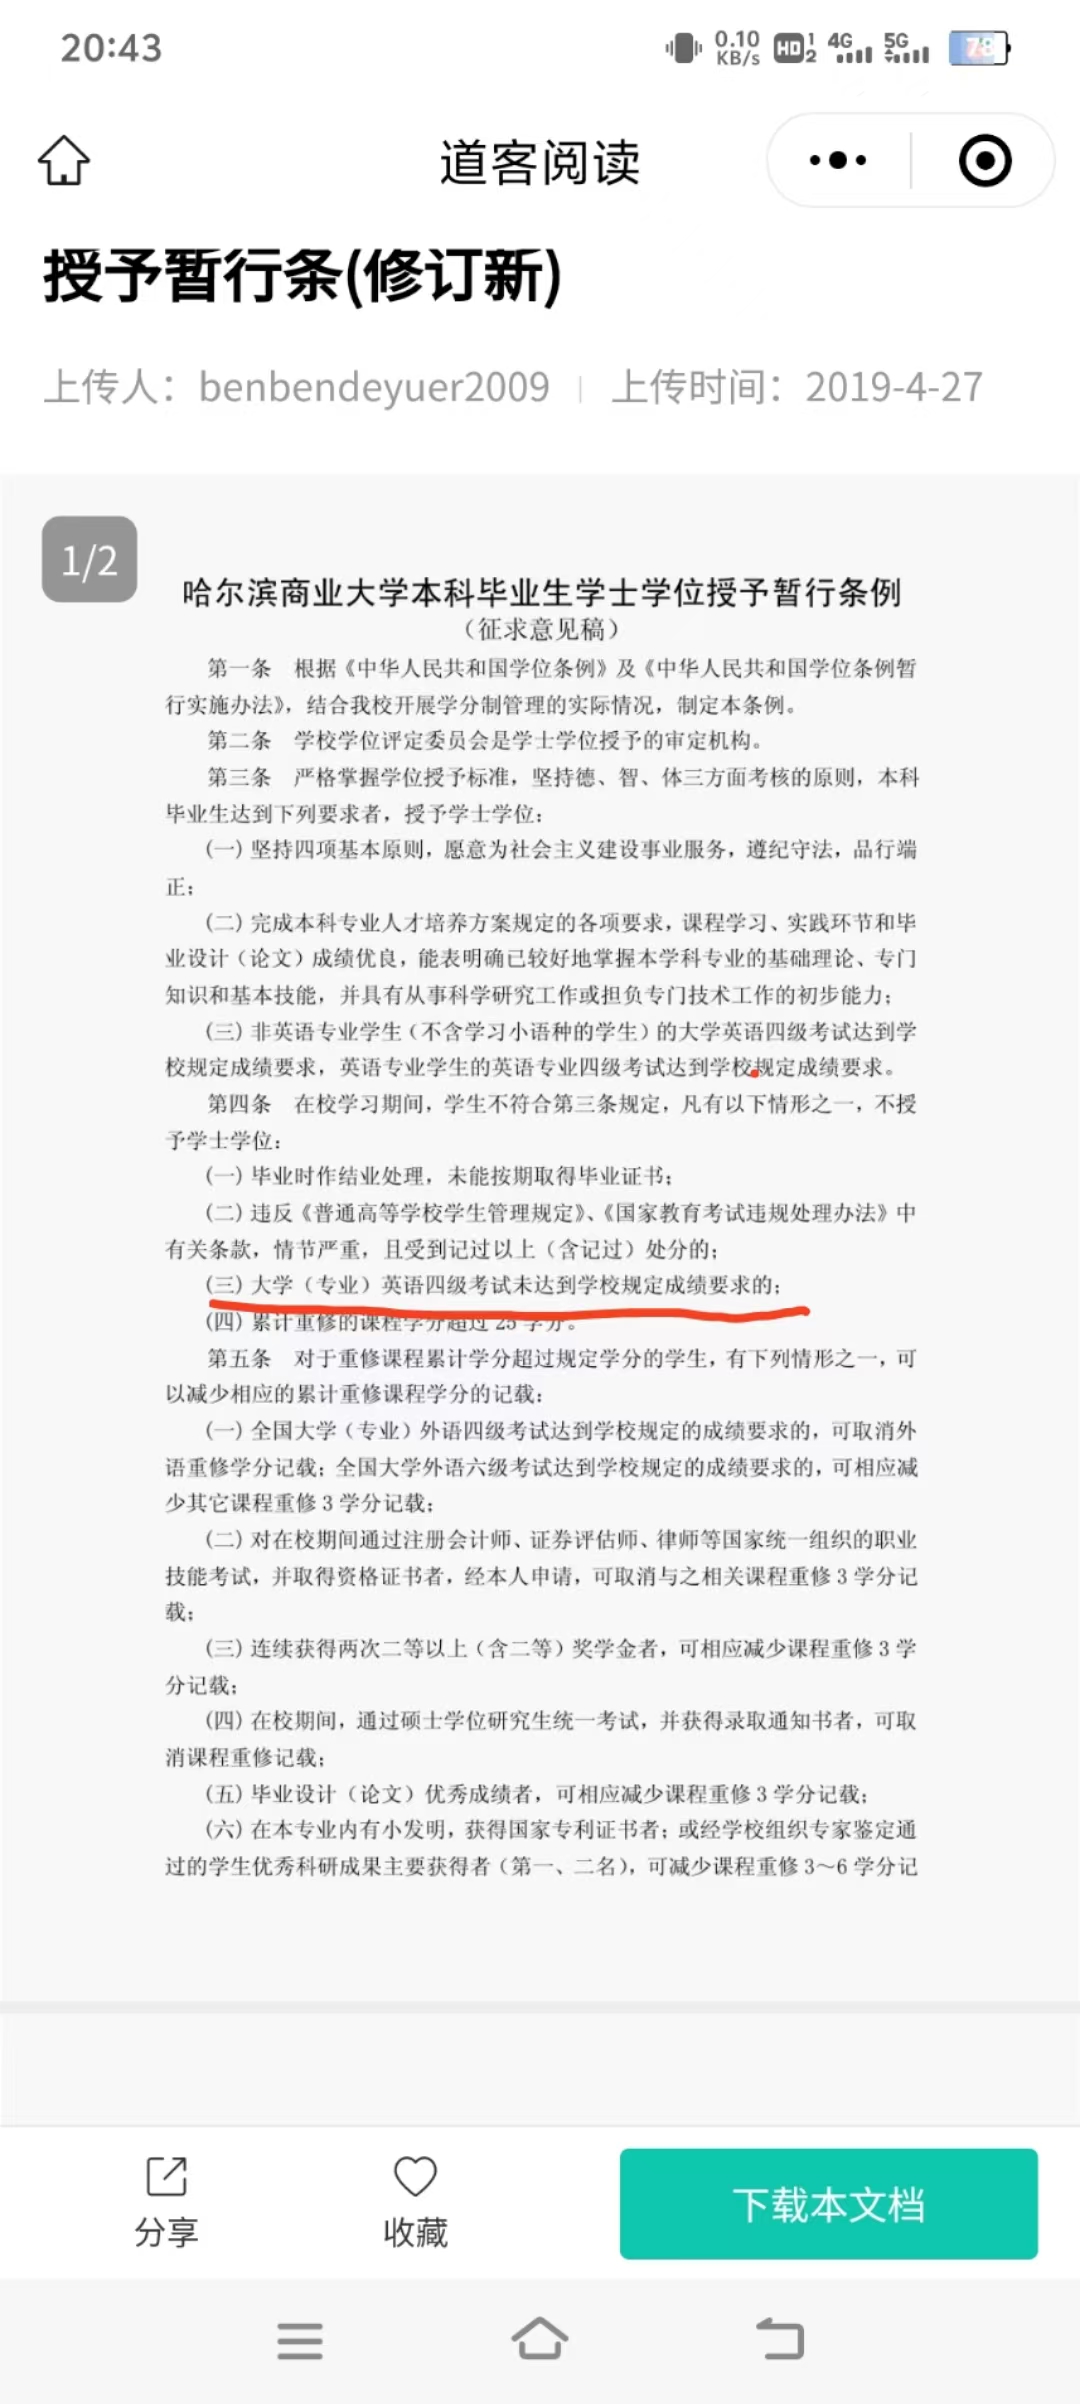 20:43
0.10 KB/s HD 1 2 4G 5G 78
道客阅读
授予暂行条(修订新)
上传人：benbendeyuer2009 | 上传时间：2019-4-27
1/2
哈尔滨商业大学本科毕业生学士学位授予暂行条例
（征求意见稿）
第一条 根据《中华人民共和国学位条例》及《中华人民共和国学位条例暂
行实施办法》，结合我校开展学分制管理的实际情况，制定本条例。
第二条 学校学位评定委员会是学士学位授予的审定机构。
第三条 严格掌握学位授予标准，坚持德、智、体三方面考核的原则，本科
毕业生达到下列要求者，授予学士学位：
(一) 坚持四项基本原则，愿意为社会主义建设事业服务，遵纪守法，品行端
正；
(二) 完成本科专业人才培养方案规定的各项要求，课程学习、实践环节和毕
业设计（论文）成绩优良，能表明确已较好地掌握本学科专业的基础理论、专门
知识和基本技能，并具有从事科学研究工作或担负专门技术工作的初步能力；
(三) 非英语专业学生（不含学习小语种的学生）的大学英语四级考试达到学
校规定成绩要求，英语专业学生的英语专业四级考试达到学校规定成绩要求。
第四条 在校学习期间，学生不符合第三条规定，凡有以下情形之一，不授
予学士学位：
(一) 毕业时作结业处理，未能按期取得毕业证书；
(二) 违反《普通高等学校学生管理规定》、《国家教育考试违规处理办法》中
有关条款，情节严重，且受到记过以上（含记过）处分的；
(三) 大学（专业）英语四级考试未达到学校规定成绩要求的；
(四) 累计重修的课程学分超过 25 学分。
第五条 对于重修课程累计学分超过规定学分的学生，有下列情形之一，可
以减少相应的累计重修课程学分的记载：
(一) 全国大学（专业）外语四级考试达到学校规定的成绩要求的，可取消外
语重修学分记载；全国大学外语六级考试达到学校规定的成绩要求的，可相应减
少其它课程重修 3 学分记载；
(二) 对在校期间通过注册会计师、证券评估师、律师等国家统一组织的职业
技能考试，并取得资格证书者，经本人申请，可取消与之相关课程重修 3 学分记
载；
(三) 连续获得两次二等以上（含二等）奖学金者，可相应减少课程重修 3 学
分记载；
(四) 在校期间，通过硕士学位研究生统一考试，并获得录取通知书者，可取
消课程重修记载；
(五) 毕业设计（论文）优秀成绩者，可相应减少课程重修 3 学分记载；
(六) 在本专业内有小发明，获得国家专利证书者；或经学校组织专家鉴定通
过的学生优秀科研成果主要获得者（第一、二名），可减少课程重修 3～6 学分记
分享
收藏
下载本文档